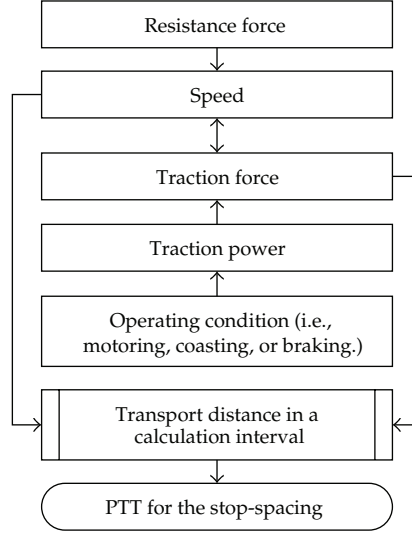 Resistance force
Speed
Traction force
Traction power
Operating condition (i.e.,
motoring, coasting, or braking.)
Transport distance in a
calculation interval
PTT for the stop-spacing